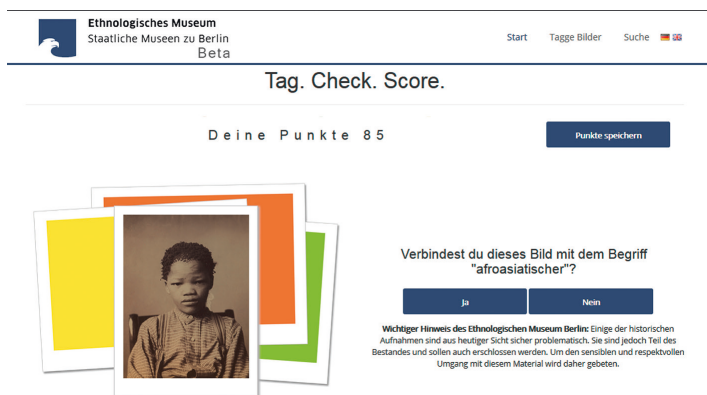 Ethnologisches Museum
Staatliche Museen zu Berlin
Beta
Start Tagge Bilder Suche
Tag. Check. Score.
Deine Punkte 85
Punkte speichern
Verbindest du dieses Bild mit dem Begriff
"afroasiatischer"?
Ja Nein
Wichtiger Hinweis des Ethnologischen Museum Berlin: Einige der historischen
Aufnahmen sind aus heutiger Sicht sicher problematisch. Sie sind jedoch Teil des
Bestandes und sollen auch erschlossen werden. Um den sensiblen und respektvollen
Umgang mit diesem Material wird daher gebeten.